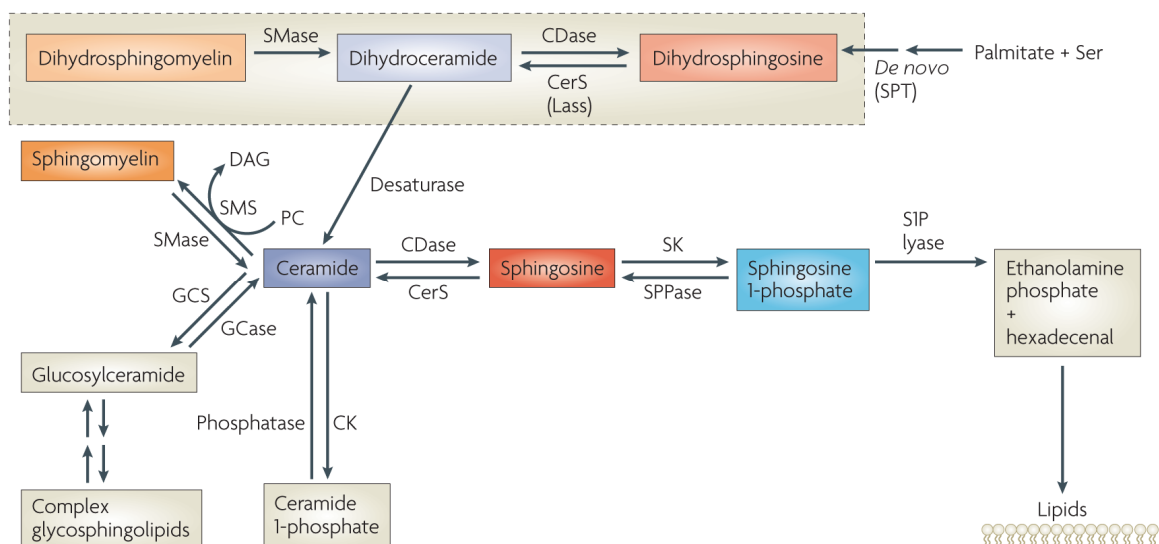 SMase
CDase
Dihydrosphingomyelin
Dihydroceramide
Dihydrosphingosine
Palmitate + Ser
CerS
(Lass)
De novo
(SPT)
Sphingomyelin
DAG
Desaturase
SMS
PC
SMase
S1P
lyase
CDase
SK
Ceramide
Sphingosine
Sphingosine
1-phosphate
Ethanolamine
phosphate
+
hexadecenal
CerS
SPPase
GCS
GCase
Glucosylceramide
Phosphatase
CK
Complex
glycosphingolipids
Ceramide
1-phosphate
Lipids